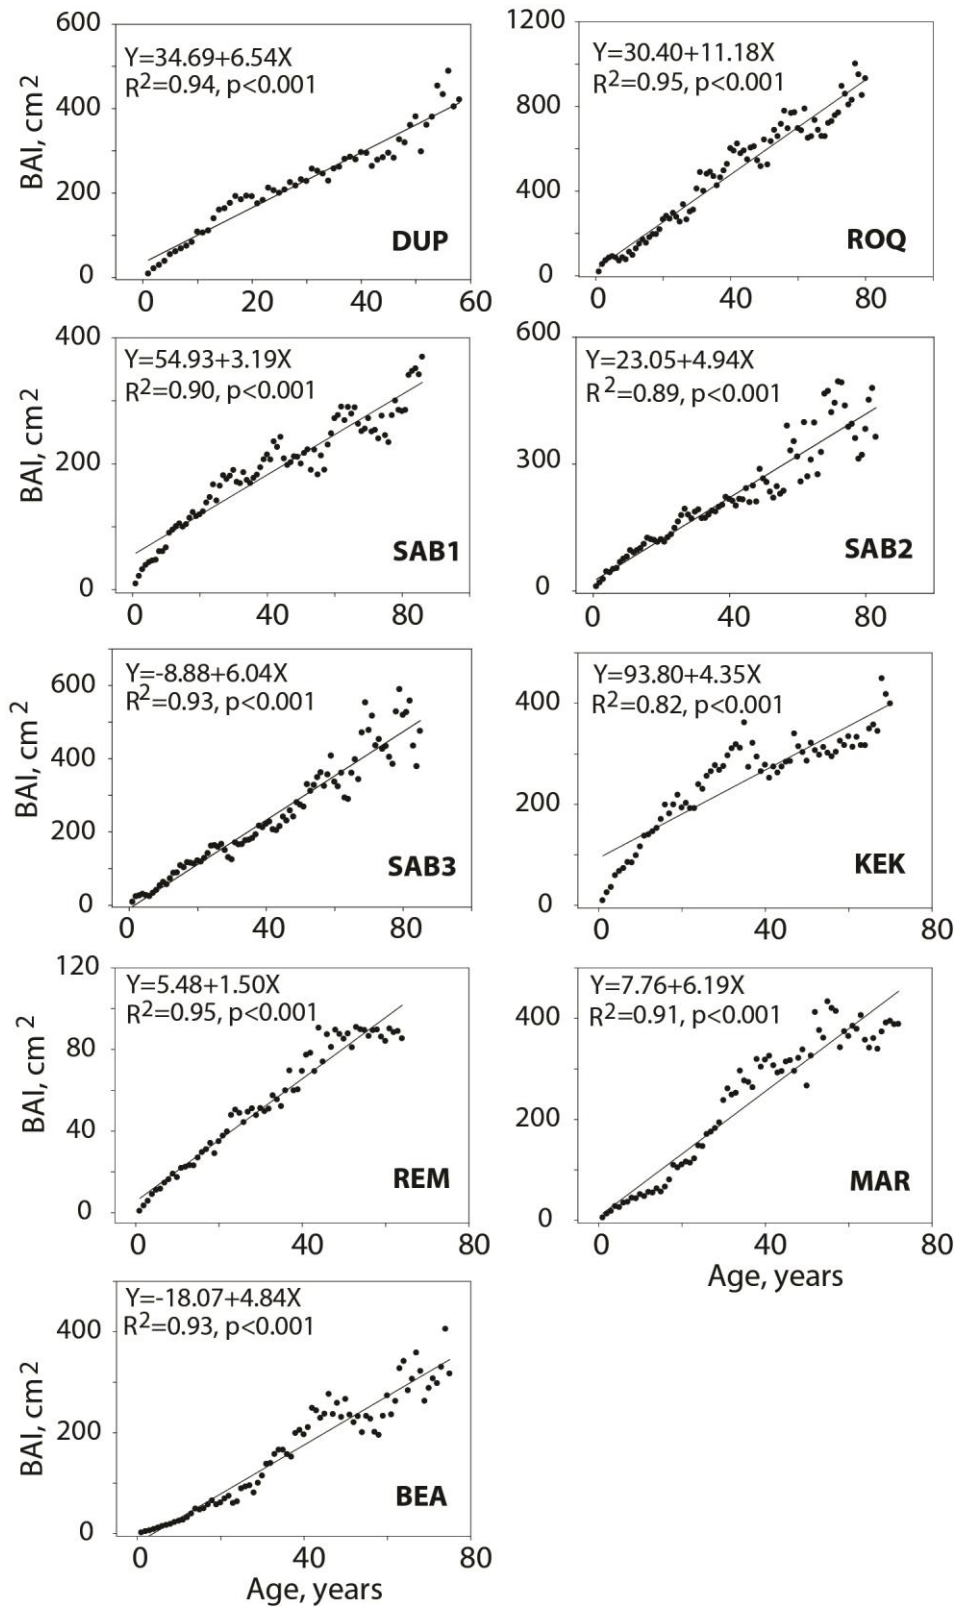 600
400
200
0
BAI, cm2
Y=34.69+6.54X
R2=0.94, p<0.001
DUP
0 20 40 60
1200
800
400
0
Y=30.40+11.18X
R2=0.95, p<0.001
ROQ
0 40 80
400
200
0
BAI, cm2
Y=54.93+3.19X
R2=0.90, p<0.001
SAB1
0 40 80
600
300
0
Y=23.05+4.94X
R2=0.89, p<0.001
SAB2
0 40 80
600
400
200
0
BAI, cm2
Y=-8.88+6.04X
R2=0.93, p<0.001
SAB3
0 40 80
400
200
0
Y=93.80+4.35X
R2=0.82, p<0.001
KEK
0 40 80
120
80
40
0
BAI, cm2
Y=5.48+1.50X
R2=0.95, p<0.001
REM
0 40 80
400
200
0
Y=7.76+6.19X
R2=0.91, p<0.001
MAR
0 40 80
Age, years
400
200
0
BAI, cm2
Y=-18.07+4.84X
R2=0.93, p<0.001
BEA
0 40 80
Age, years